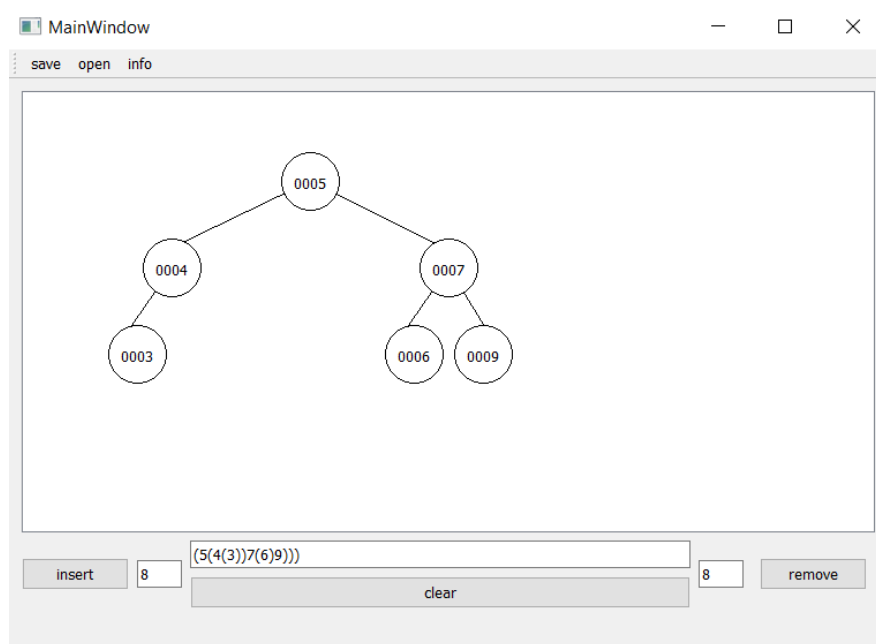 MainWindow
save open info
0005
0004 0007
0003 0006 0009
(5(4(3))7(6)9)))
insert 8 clear 8 remove